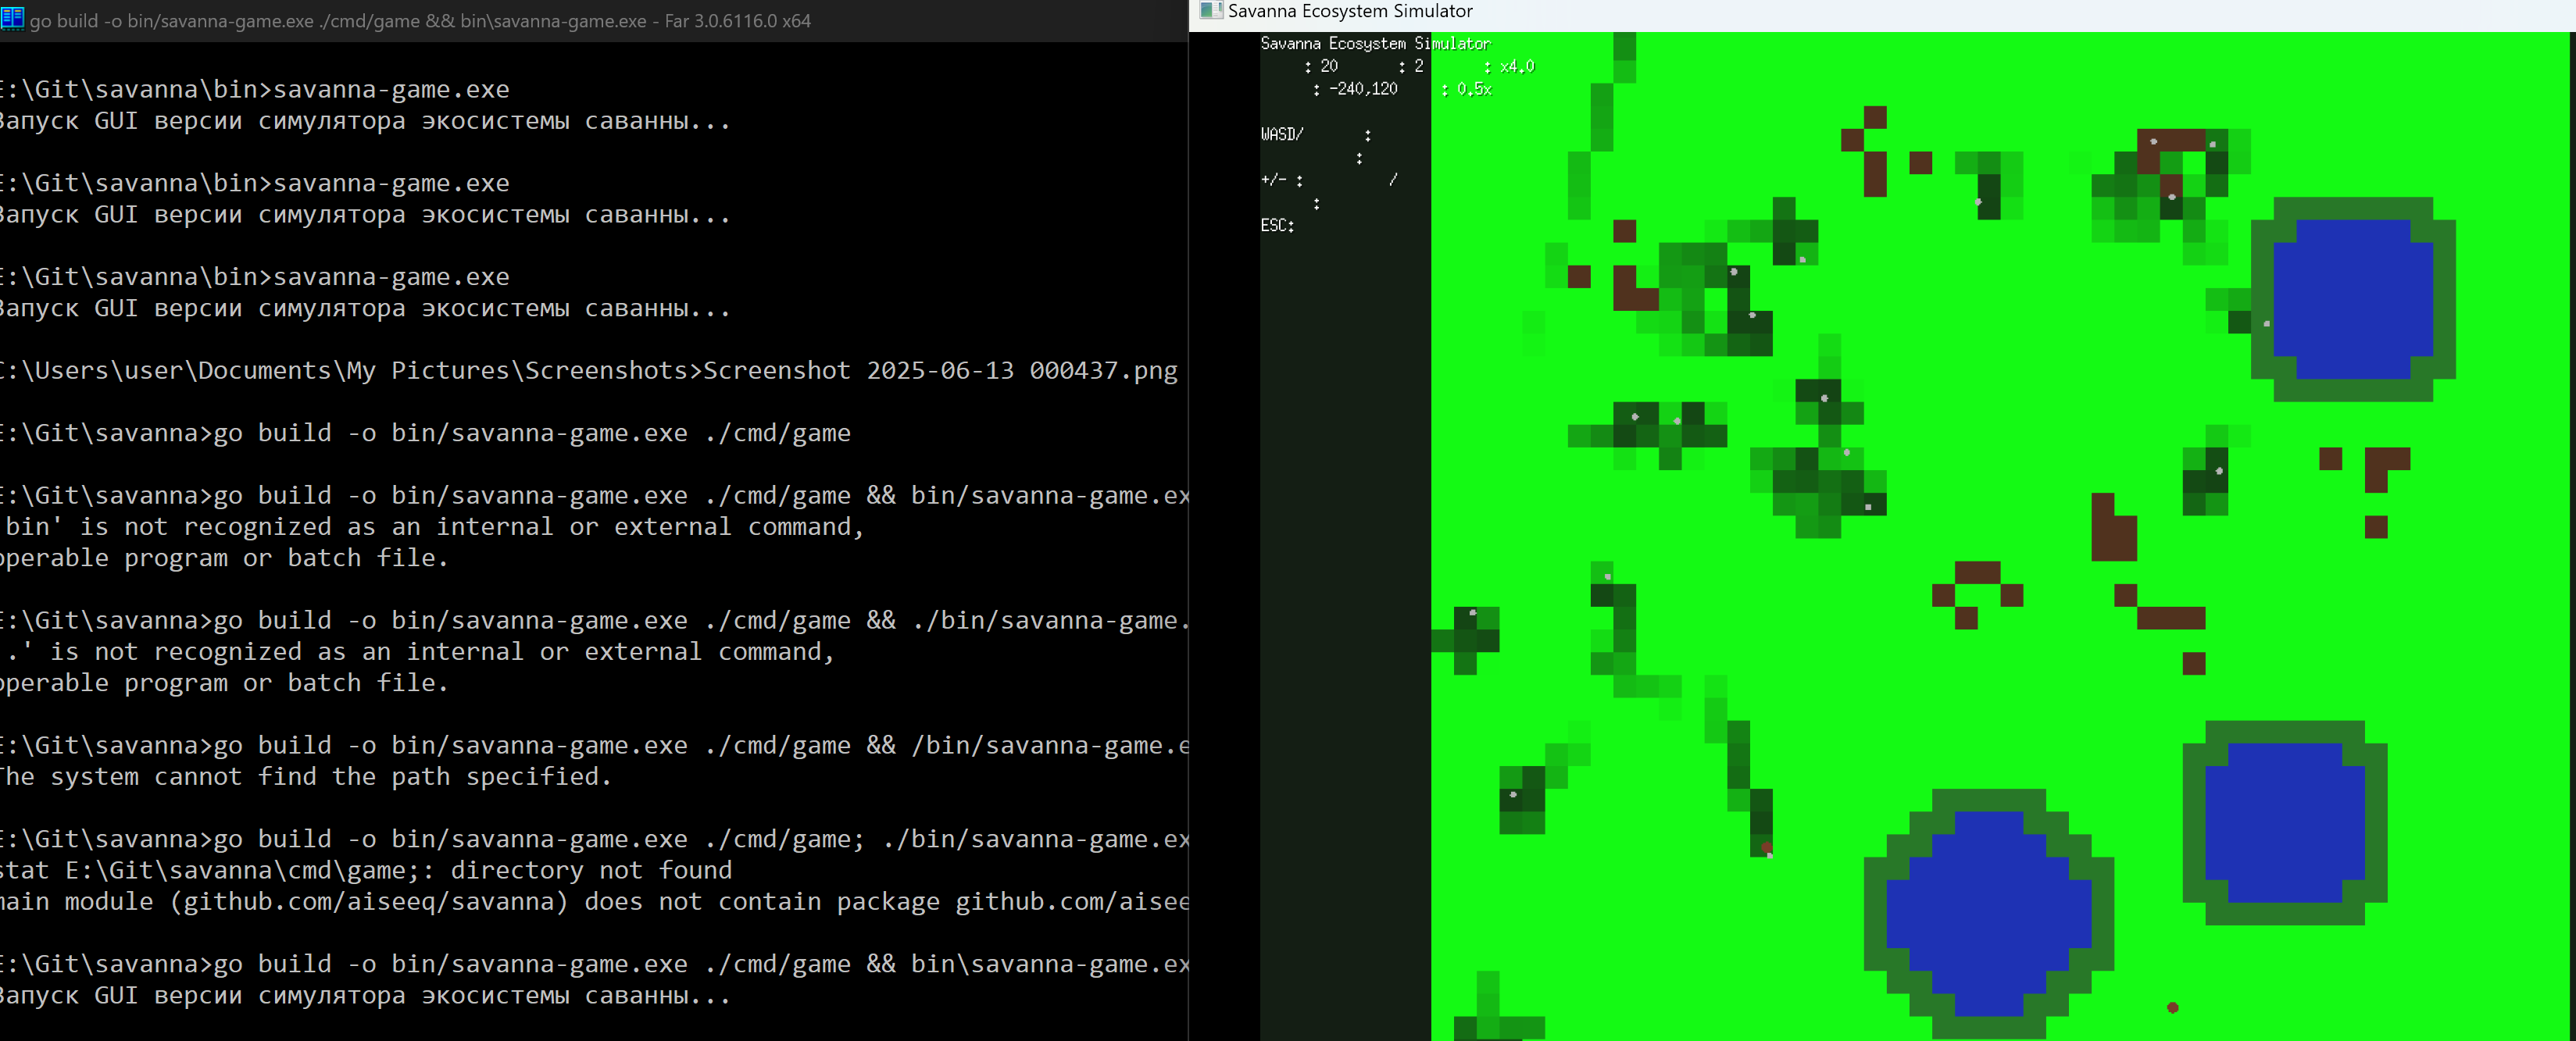 go build -o bin/savanna-game.exe ./cmd/game && bin\savanna-game.exe - Far 3.0.6116.0 x64
:\Git\savanna\bin>savanna-game.exe
Запуск GUI версии симулятора экосистемы саванны...
:\Git\savanna\bin>savanna-game.exe
Запуск GUI версии симулятора экосистемы саванны...
:\Git\savanna\bin>savanna-game.exe
Запуск GUI версии симулятора экосистемы саванны...
:\Users\user\Documents\My Pictures\Screenshots>Screenshot 2025-06-13 000437.png
:\Git\savanna>go build -o bin/savanna-game.exe ./cmd/game
:\Git\savanna>go build -o bin/savanna-game.exe ./cmd/game && bin/savanna-game.ex
bin' is not recognized as an internal or external command,
operable program or batch file.
:\Git\savanna>go build -o bin/savanna-game.exe ./cmd/game && ./bin/savanna-game.
.' is not recognized as an internal or external command,
operable program or batch file.
:\Git\savanna>go build -o bin/savanna-game.exe ./cmd/game && /bin/savanna-game.e
The system cannot find the path specified.
:\Git\savanna>go build -o bin/savanna-game.exe ./cmd/game; ./bin/savanna-game.ex
stat E:\Git\savanna\cmd\game;: directory not found
main module (github.com/aiseeq/savanna) does not contain package github.com/aisee
:\Git\savanna>go build -o bin/savanna-game.exe ./cmd/game && bin\savanna-game.ex
Запуск GUI версии симулятора экосистемы саванны...
Savanna Ecosystem Simulator
Savanna Ecosystem Simulator
: 20 : 2 : x4.0
: -240,120 : 0.5x
WASD/ :
:
+/- : /
:
ESC: